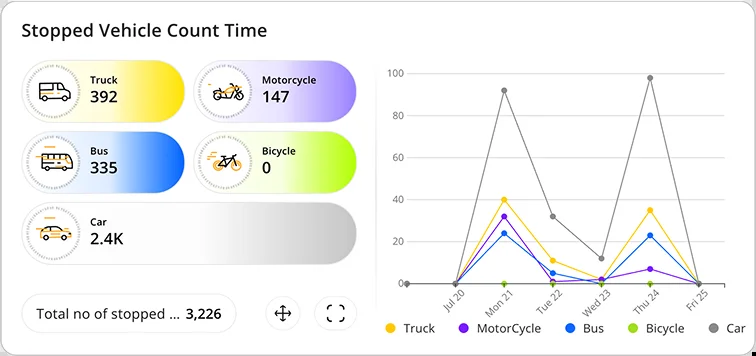 Stopped Vehicle Count Time
Truck
392
Motorcycle
147
Bus
335
Bicycle
0
Car
2.4K
Total no of stopped ... 3,226
100
80
60
40
20
0
Jul 20
Mon 21
Tue 22
Wed 23
Thu 24
Fri 25
Truck
MotorCycle
Bus
Bicycle
Car